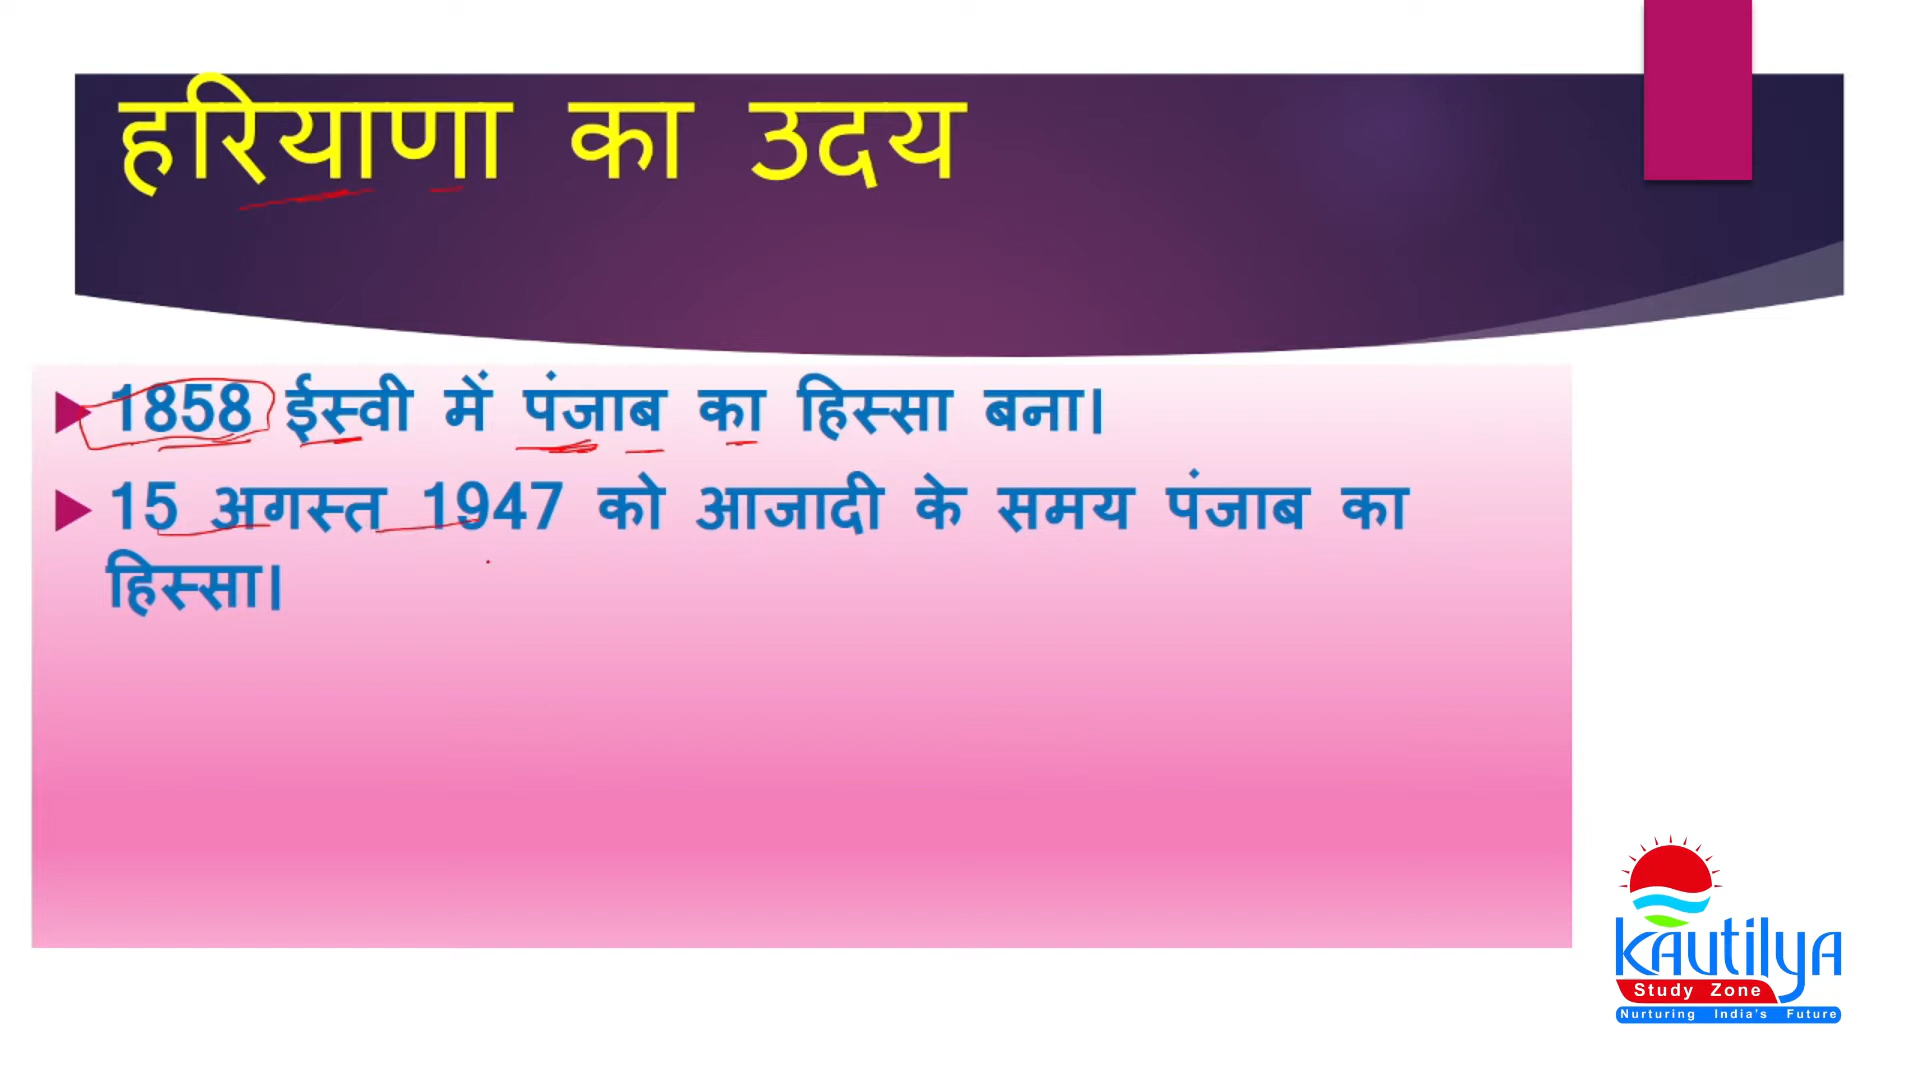 हरियाणा का उदय
1858 ईस्वी में पंजाब का हिस्सा बना।
15 अगस्त 1947 को आजादी के समय पंजाब का
हिस्सा।
kautilya
Study Zone
Nurturing India's Future